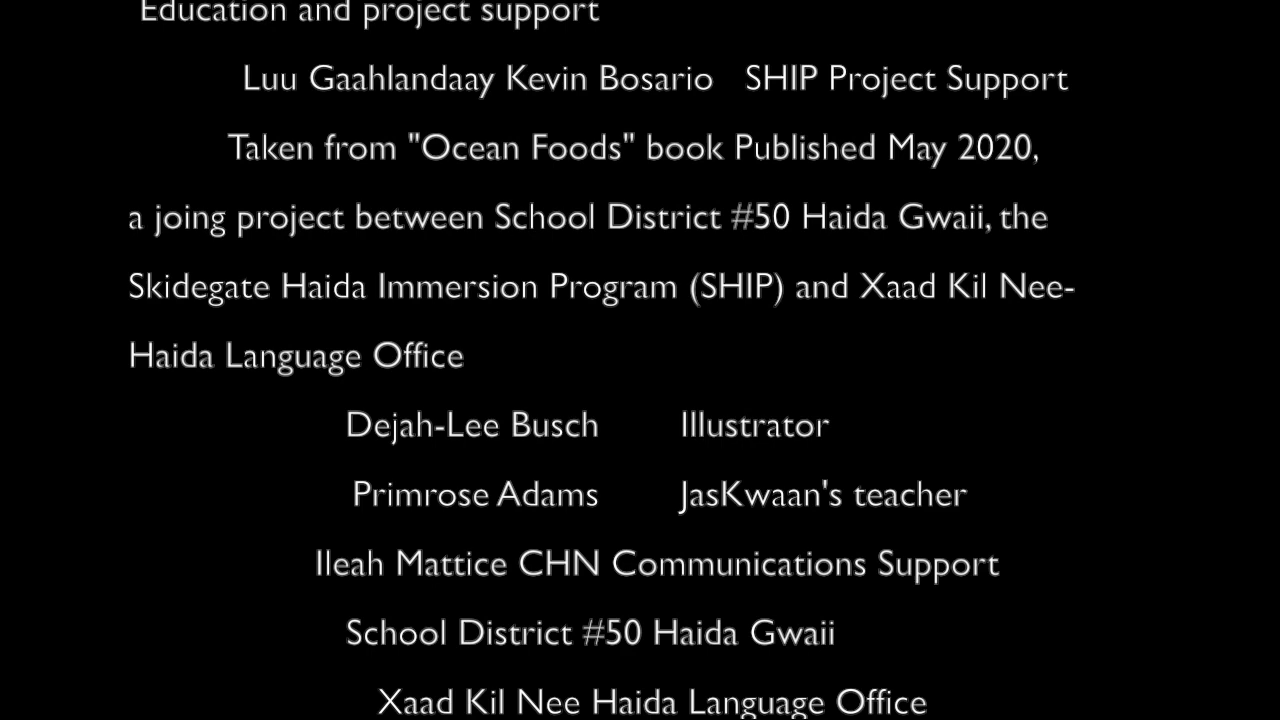 Education and project support
Luu Gaahlandaay Kevin Bosario SHIP Project Support
Taken from "Ocean Foods" book Published May 2020,
a joing project between School District #50 Haida Gwaii, the
Skidegate Haida Immersion Program (SHIP) and Xaad Kil Nee-
Haida Language Office
Dejah-Lee Busch Illustrator
Primrose Adams JasKwaan's teacher
Ileah Mattice CHN Communications Support
School District #50 Haida Gwaii
Xaad Kil Nee Haida Language Office